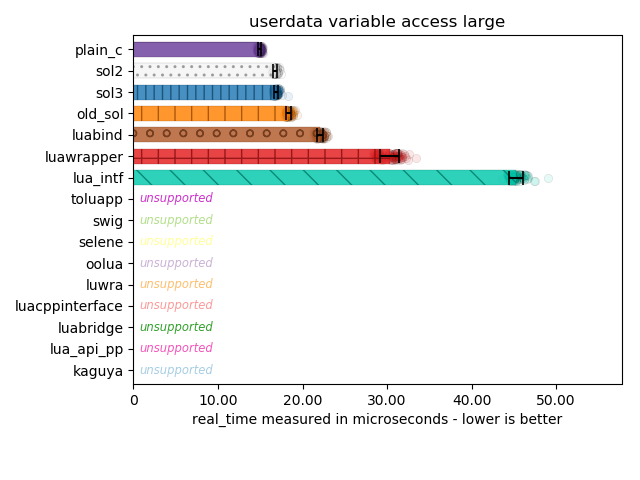 userdata variable access large
plain_c
sol2
sol3
old_sol
luabind
luawrapper
lua_intf
toluapp unsupported
swig unsupported
selene unsupported
oolua unsupported
luwra unsupported
luacppinterface unsupported
luabridge unsupported
lua_api_pp unsupported
kaguya unsupported
0 10.00 20.00 30.00 40.00 50.00
real_time measured in microseconds - lower is better